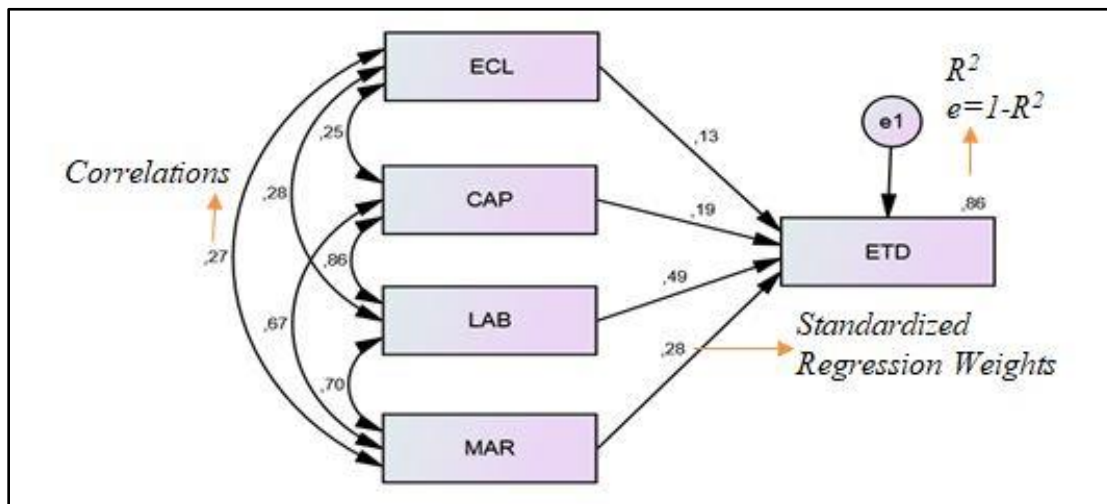 ECL
R²
e=1-R²
e1
,25
,13
Correlations
,28
CAP
,19
,86
ETD
,27
,86
,49
LAB
,67
,28
Standardized
Regression Weights
,70
MAR